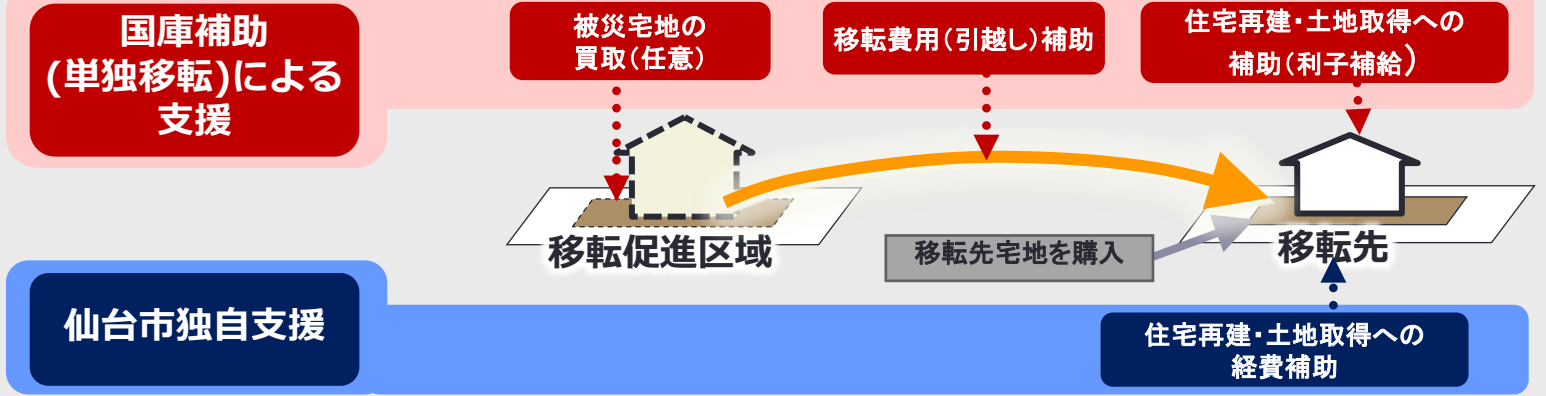 国庫補助
(単独移転)による
支援
被災宅地の
買取(任意)
移転費用(引越し)補助
住宅再建・土地取得への
補助(利子補給)
移転促進区域
移転先宅地を購入
移転先
仙台市独自支援
住宅再建・土地取得への
経費補助